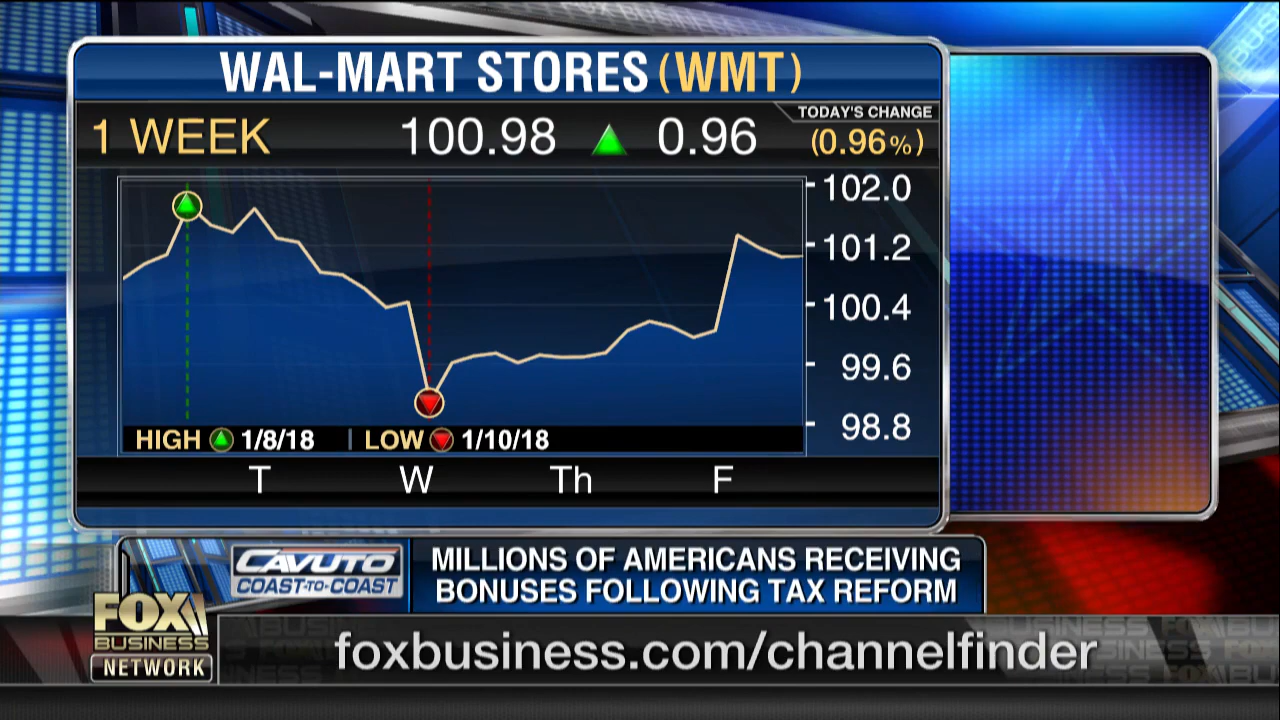 WAL-MART STORES (WMT)
TODAY'S CHANGE
1 WEEK 100.98 0.96 (0.96%)
102.0
101.2
100.4
99.6
98.8
HIGH 1/8/18 | LOW 1/10/18
T W Th F
CAVUTO
COAST-TO-COAST
MILLIONS OF AMERICANS RECEIVING
BONUSES FOLLOWING TAX REFORM
FOX
BUSINESS
NETWORK
foxbusiness.com/channelfinder